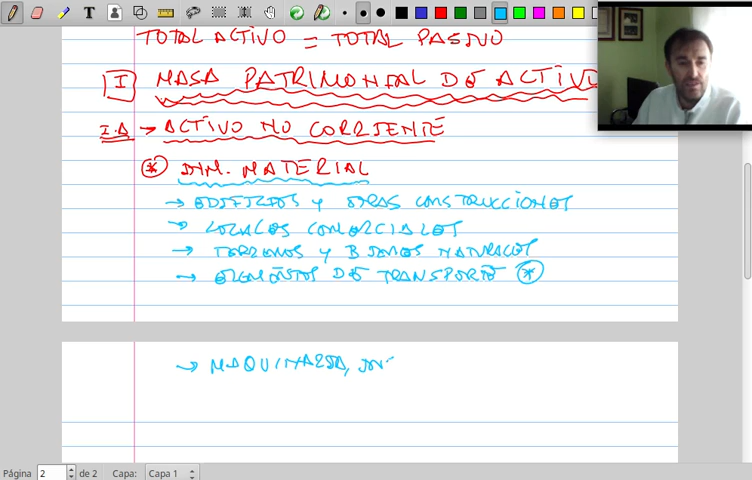 TOTAL ACTIVO = TOTAL PASIVO
I MASA PATRIMONIAL DE ACTIVO
I.A → ACTIVO NO CORRIENTE
* INM. MATERIAL
→ EDIFICIOS Y OTRAS CONSTRUCCIONES
→ LOCALES COMERCIALES
→ TERRENOS Y BIENES NATURALES
→ ELEMENTOS DE TRANSPORTE *
→ MAQUINARIA, IN
Página 2 de 2 Capa: Capa 1